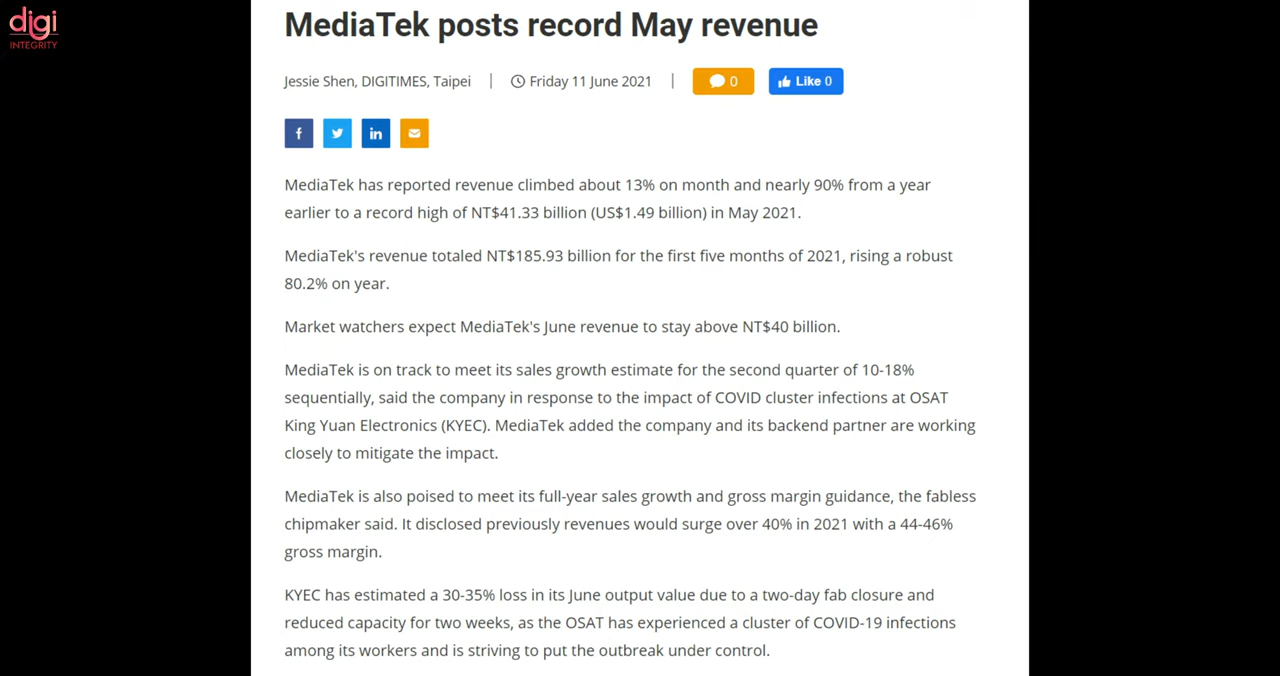 digi
INTEGRITY
MediaTek posts record May revenue
Jessie Shen, DIGITIMES, Taipei | Friday 11 June 2021 | 0 Like 0
f in
MediaTek has reported revenue climbed about 13% on month and nearly 90% from a year
earlier to a record high of NT$41.33 billion (US$1.49 billion) in May 2021.
MediaTek's revenue totaled NT$185.93 billion for the first five months of 2021, rising a robust
80.2% on year.
Market watchers expect MediaTek's June revenue to stay above NT$40 billion.
MediaTek is on track to meet its sales growth estimate for the second quarter of 10-18%
sequentially, said the company in response to the impact of COVID cluster infections at OSAT
King Yuan Electronics (KYEC). MediaTek added the company and its backend partner are working
closely to mitigate the impact.
MediaTek is also poised to meet its full-year sales growth and gross margin guidance, the fabless
chipmaker said. It disclosed previously revenues would surge over 40% in 2021 with a 44-46%
gross margin.
KYEC has estimated a 30-35% loss in its June output value due to a two-day fab closure and
reduced capacity for two weeks, as the OSAT has experienced a cluster of COVID-19 infections
among its workers and is striving to put the outbreak under control.